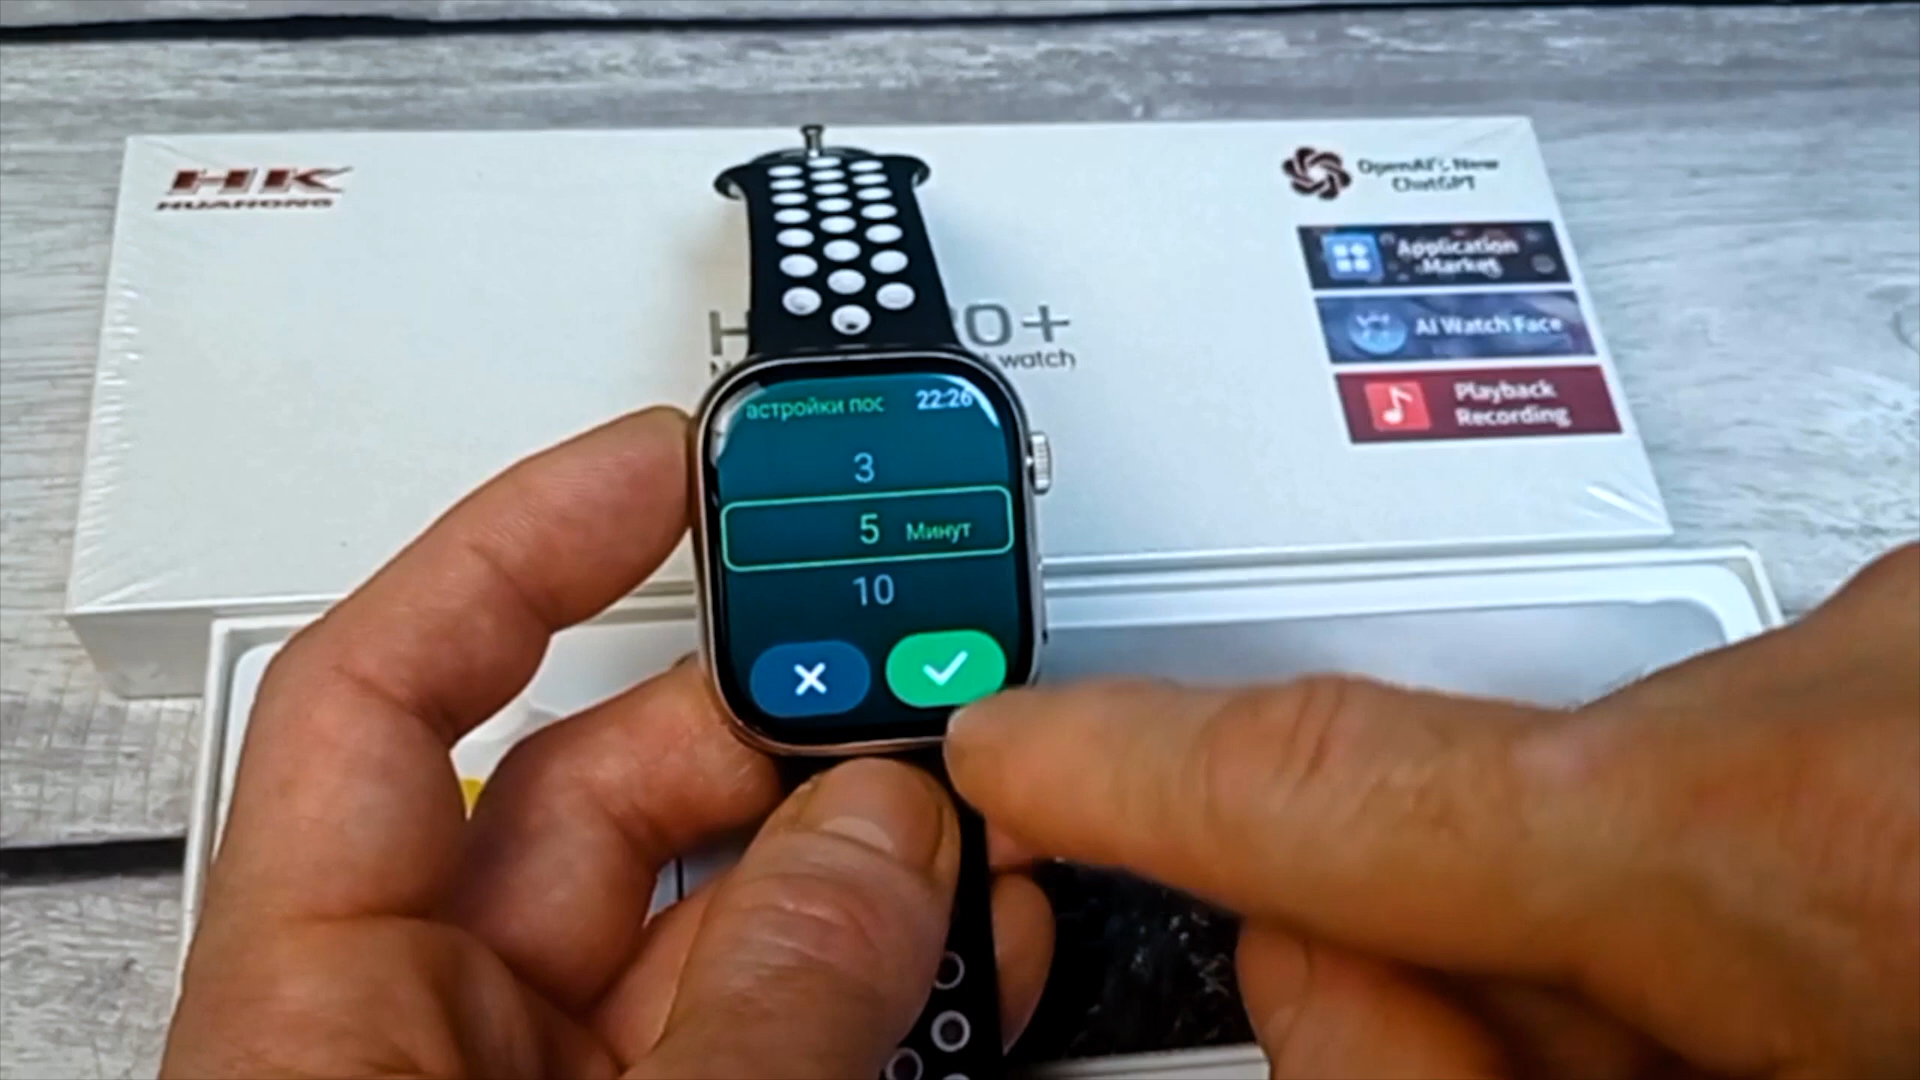 HK
HUAHONG
OpenAI's New
ChatGPT
Application
Market
AI Watch Face
Playback
Recording
H 0+
watch
астройки пос 22:26
3
5 Минут
10